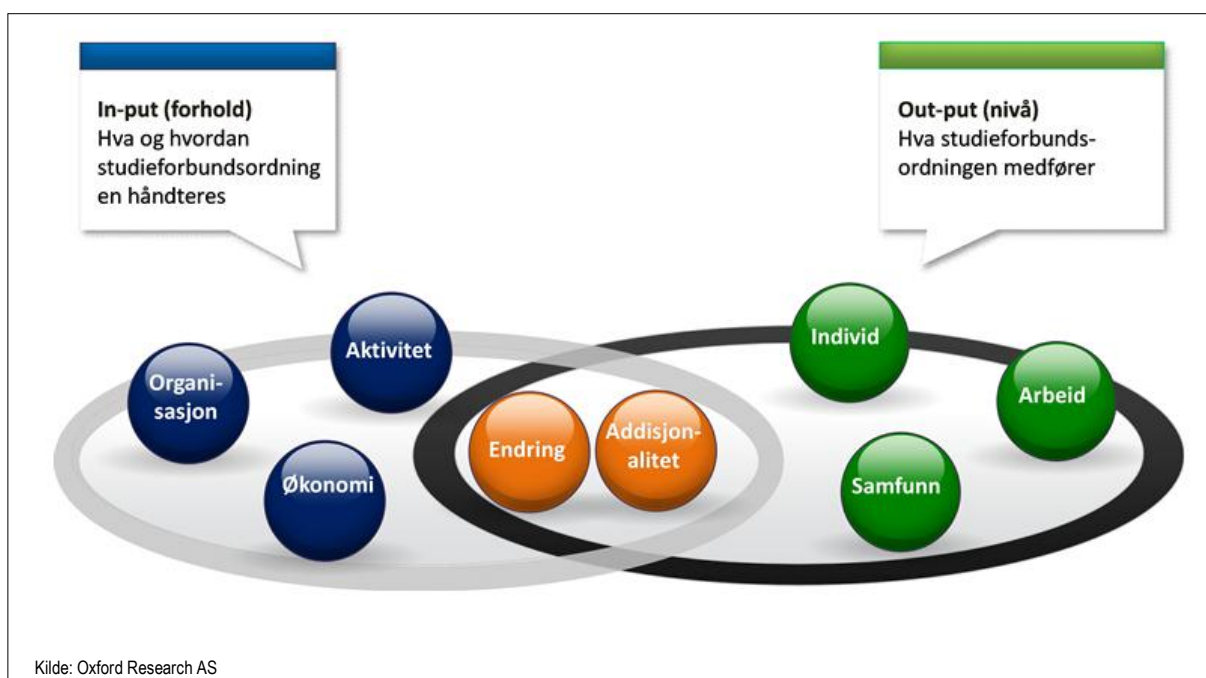 In-put (forhold)
Hva og hvordan
studieforbundsordning
en håndteres
Out-put (nivå)
Hva studieforbunds-
ordningen medfører
Organi-
sasjon
Aktivitet
Økonomi
Endring
Addisjon-
alitet
Individ
Arbeid
Samfunn
Kilde: Oxford Research AS